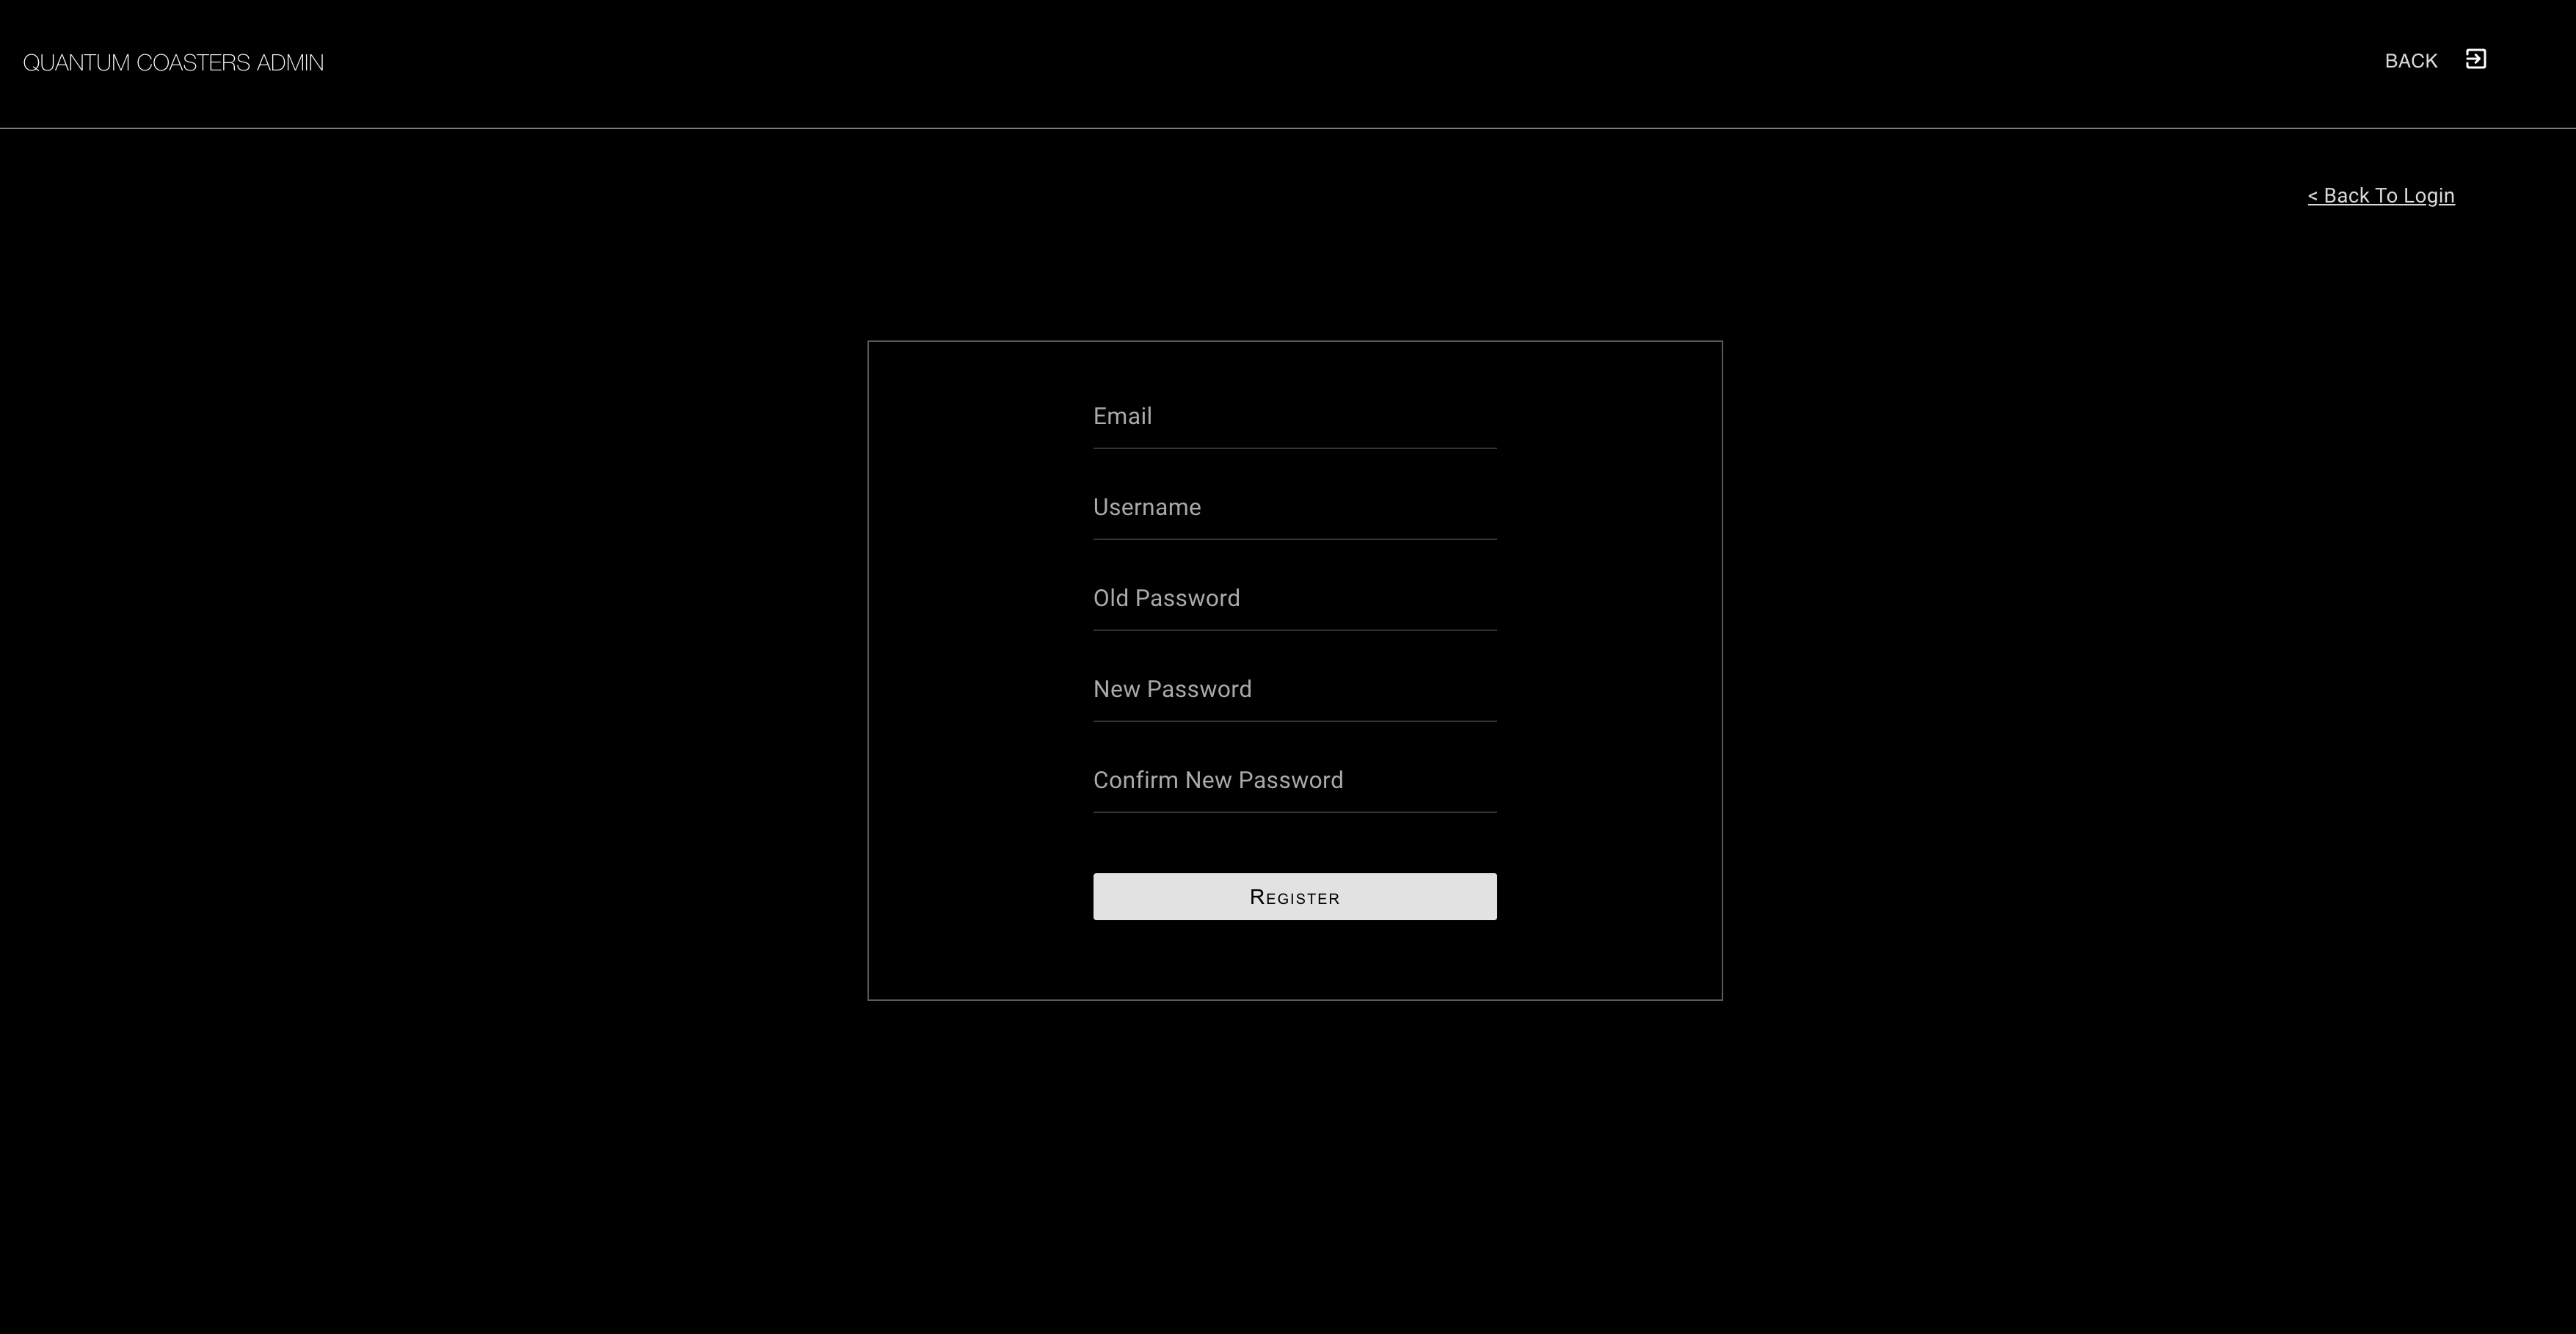 QUANTUM COASTERS ADMIN
BACK
< Back To Login
Email
Username
Old Password
New Password
Confirm New Password
Register